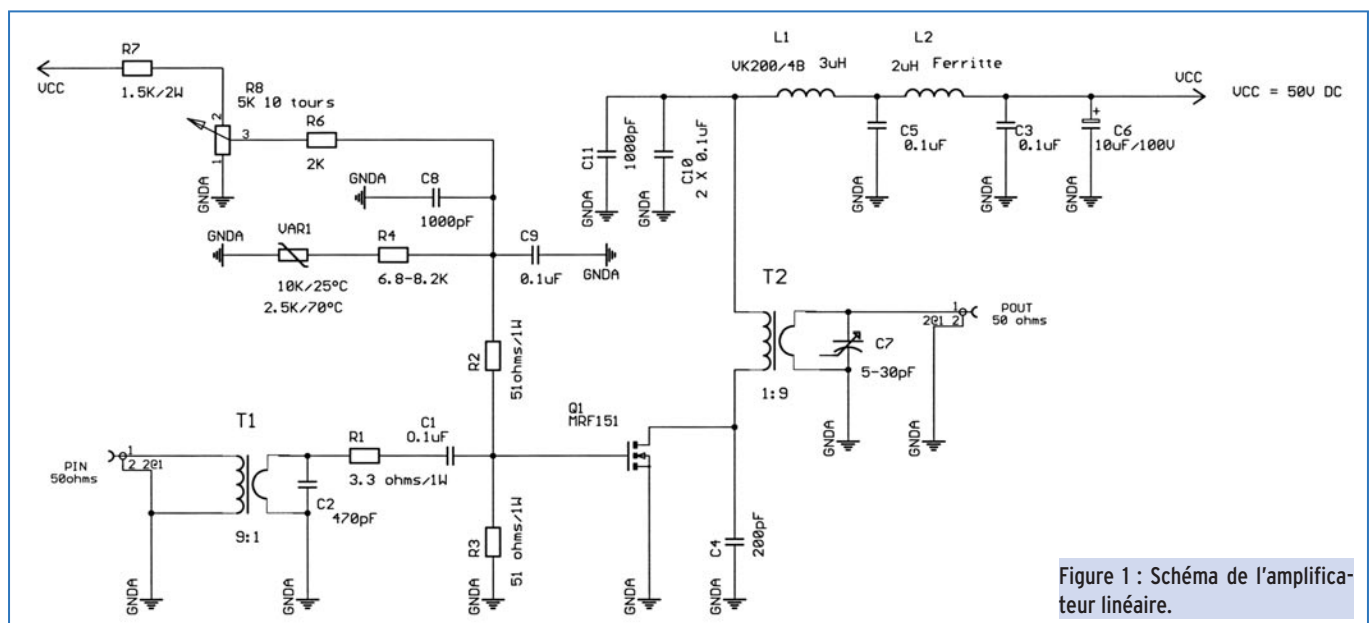 L1
L2
VK200/4B 3uH
2uH Ferritte
R7
VCC
1.5K/2W
R8
5K 10 tours
2
3
1
GNDA
R6
2K
VCC
VCC = 50V DC
C11
1000pF
GNDA
C10
2 X 0.1uF
GNDA
C5
0.1uF
GNDA
C3
0.1uF
GNDA
+
C6
10uF/100V
GNDA
GNDA
C8
1000pF
GNDA
VAR1
10K/25°C
2.5K/70°C
R4
6.8-8.2K
C9
0.1uF
GNDA
T2
1:9
1
2@1 2
POUT
50 ohms
C7
5-30pF
GNDA
GNDA
R2
51ohms/1W
Q1
MRF151
T1
9:1
PIN
50ohms
1
2 2@1
R1
3.3 ohms/1W
C1
0.1uF
C2
470pF
R3
51 ohms/1W
C4
200pF
GNDA
GNDA
GNDA
GNDA
GNDA
Figure 1 : Schéma de l'amplifica-
teur linéaire.